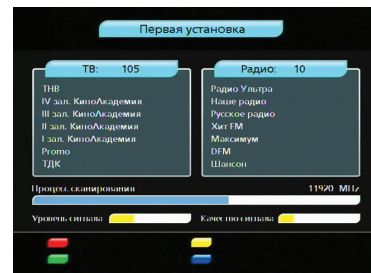 Первая установка
ТВ: 105
ТНВ
IV зал. КиноАкадемия
III зал. КиноАкадемия
II зал. КиноАкадемия
I зал. КиноАкадемия
Promo
ТДК
Радио: 10
Радио Ультра
Наше радио
Русское радио
Хит FM
Максимум
DFM
Шансон
Процесс сканирования 11920 MHz
Уровень сигнала Качество сигнала